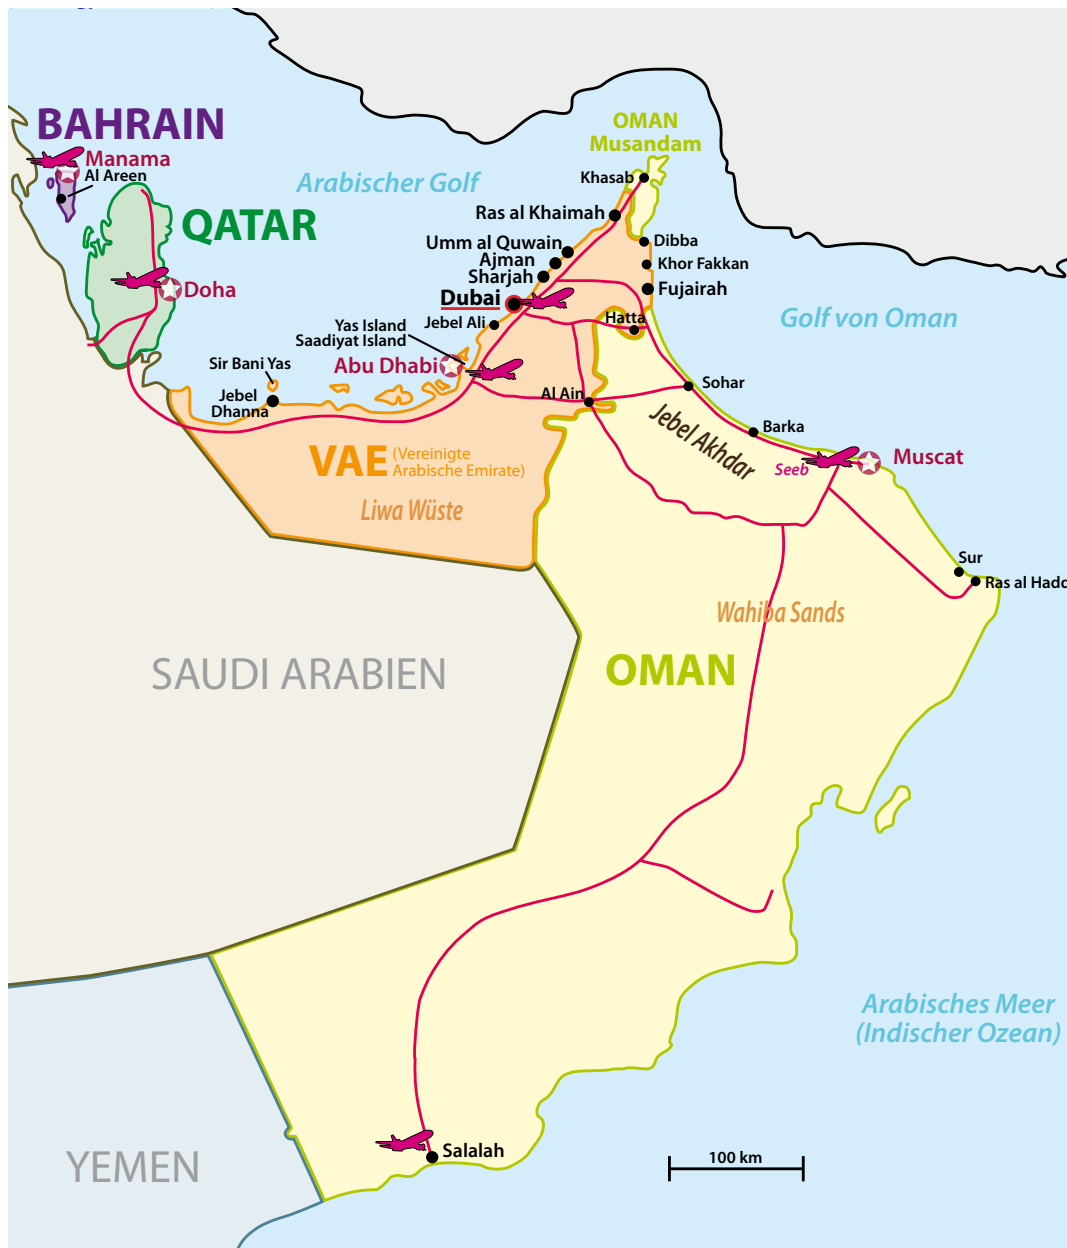 BAHRAIN
Manama
Al Areen
QATAR
Doha
Arabischer Golf
OMAN
Musandam
Khasab
Ras al Khaimah
Umm al Quwain
Ajman
Sharjah
Dubai
Jebel Ali
Dibba
Khor Fakkan
Fujairah
Hatta
Golf von Oman
Yas Island
Saadiyat Island
Abu Dhabi
Sir Bani Yas
Jebel
Dhanna
Al Ain
Sohar
Jebel Akhdar
Barka
Seeb
Muscat
VAE
(Vereinigte
Arabische Emirate)
Liwa Wüste
Sur
Ras al Hadd
Wahiba Sands
OMAN
SAUDI ARABIEN
Arabisches Meer
(Indischer Ozean)
YEMEN
Salalah
100 km